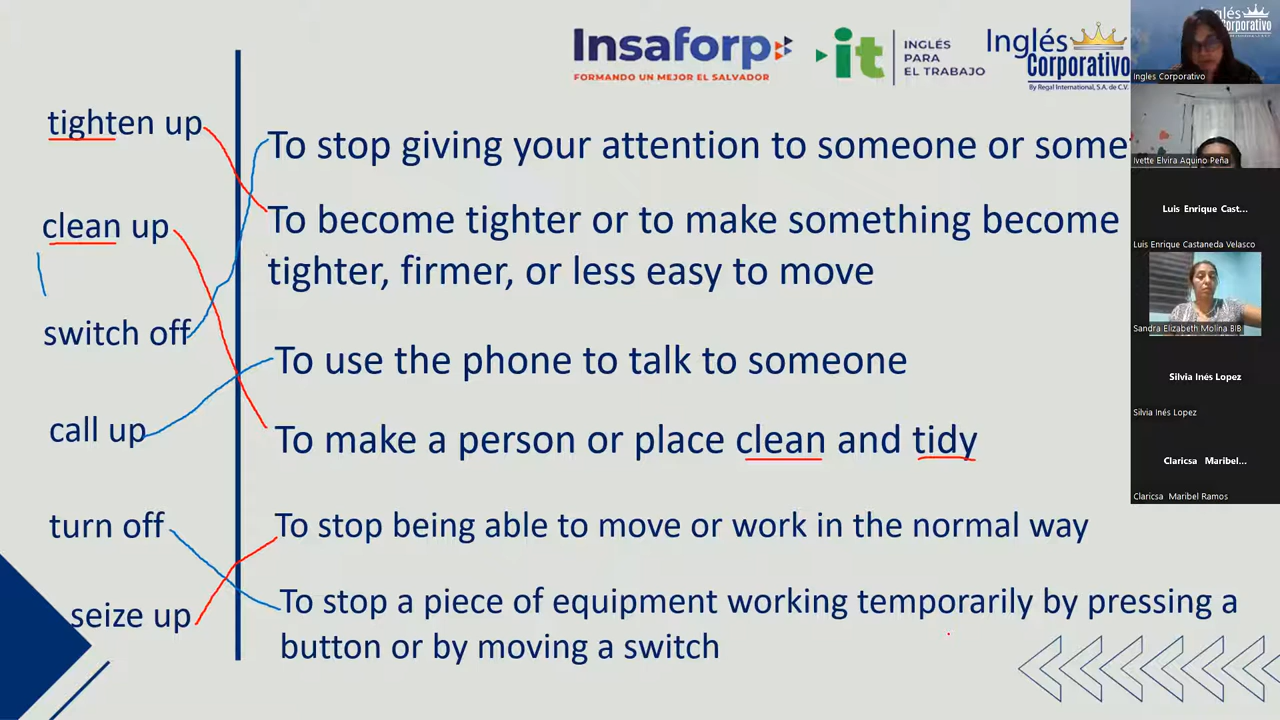 Insaforp
FORMANDO UN MEJOR EL SALVADOR
it
INGLÉS
PARA
EL TRABAJO
Inglés
Corporativo
By Regal International, S.A. de C.V.
tighten up
clean up
switch off
call up
turn off
seize up
To stop giving your attention to someone or some
To become tighter or to make something become
tighter, firmer, or less easy to move
To use the phone to talk to someone
To make a person or place clean and tidy
To stop being able to move or work in the normal way
To stop a piece of equipment working temporarily by pressing a
button or by moving a switch
Corporativo
Ingles Corporativo
Ivette Elvira Aquino Peña
Luis Enrique Cast...
Luis Enrique Castaneda Velasco
Sandra Elizabeth Molina BIB
Silvia Inés Lopez
Silvia Inés Lopez
Claricsa Maribel...
Claricsa Maribel Ramos